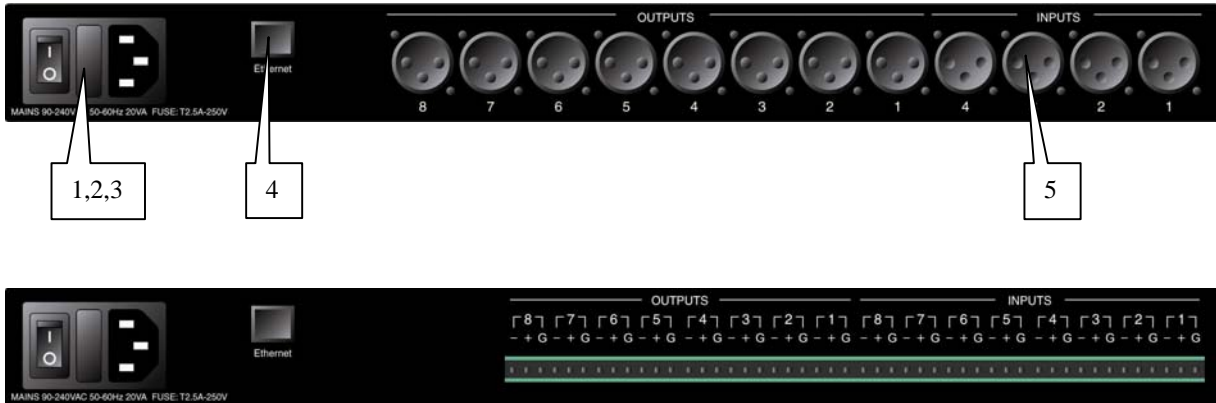 OUTPUTS INPUTS
Ethernet
8 7 6 5 4 3 2 1 4 2 1
MAINS 90-240V 50-60Hz 20VA FUSE: T2.5A-250V
1,2,3 4 5
OUTPUTS INPUTS
8 7 6 5 4 3 2 1 8 7 6 5 4 3 2 1
- + G - + G - + G - + G - + G - + G - + G - + G - + G - + G - + G - + G - + G - + G - + G - + G
Ethernet
MAINS 90-240VAC 50-60Hz 20VA FUSE: T2.5A-250V